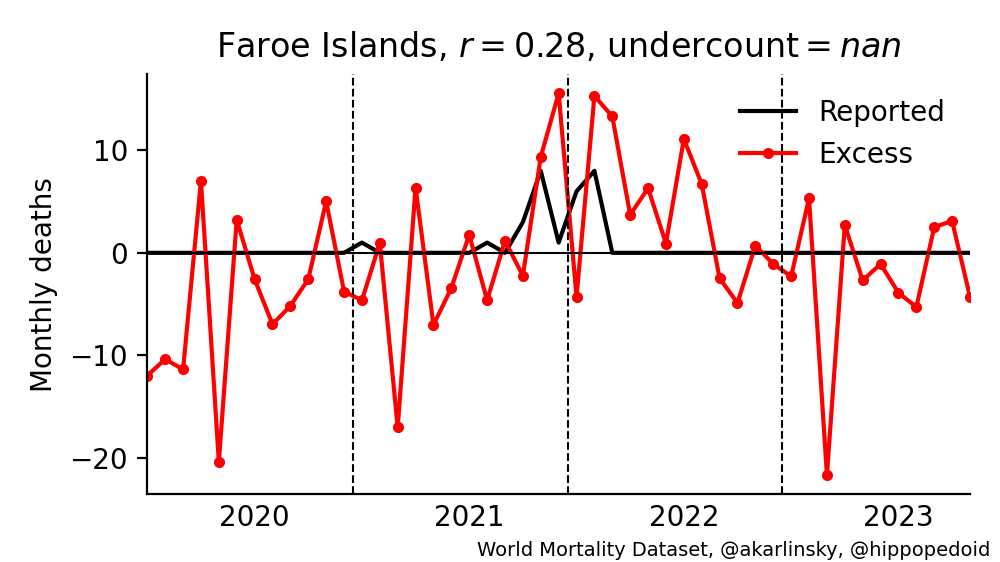 Faroe Islands, r = 0.28, undercount = nan
Reported
Excess
Monthly deaths
10
0
−10
−20
2020 2021 2022 2023
World Mortality Dataset, @akarlinsky, @hippopedoid